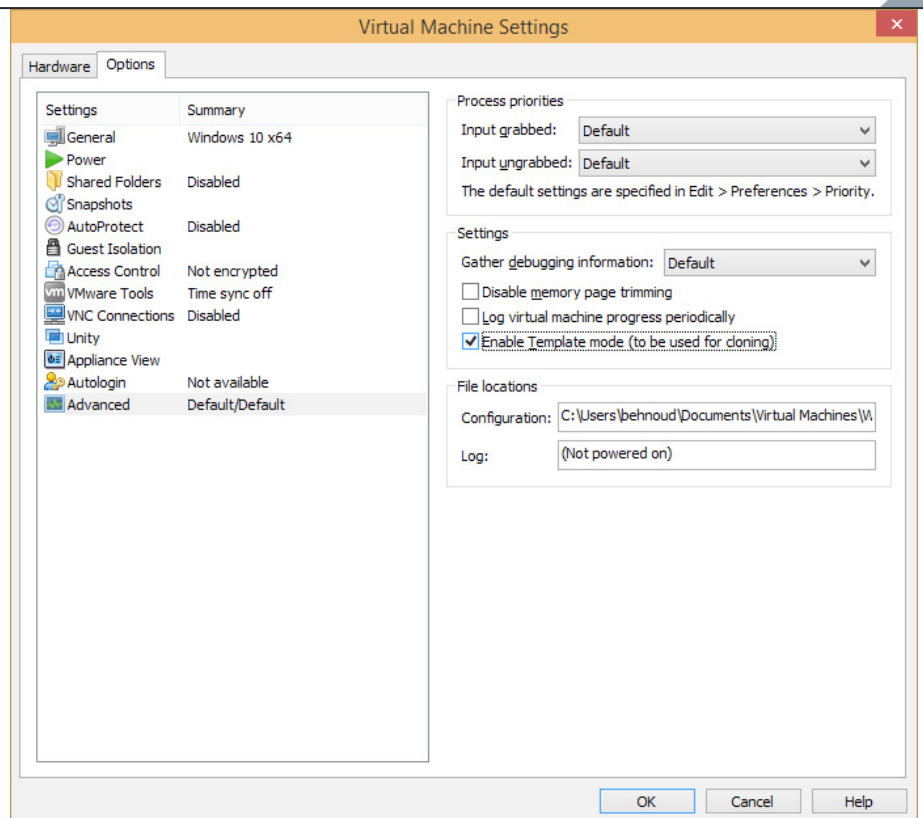 Virtual Machine Settings
Hardware Options
Settings Summary
General Windows 10 x64
Power
Shared Folders Disabled
Snapshots
AutoProtect Disabled
Guest Isolation
Access Control Not encrypted
VMware Tools Time sync off
VNC Connections Disabled
Unity
Appliance View
Autologin Not available
Advanced Default/Default
Process priorities
Input grabbed: Default
Input ungrabbed: Default
The default settings are specified in Edit > Preferences > Priority.
Settings
Gather debugging information: Default
Disable memory page trimming
Log virtual machine progress periodically
Enable Template mode (to be used for cloning)
File locations
Configuration: C:\Users\behnoud\Documents\Virtual Machines\
Log: (Not powered on)
OK Cancel Help